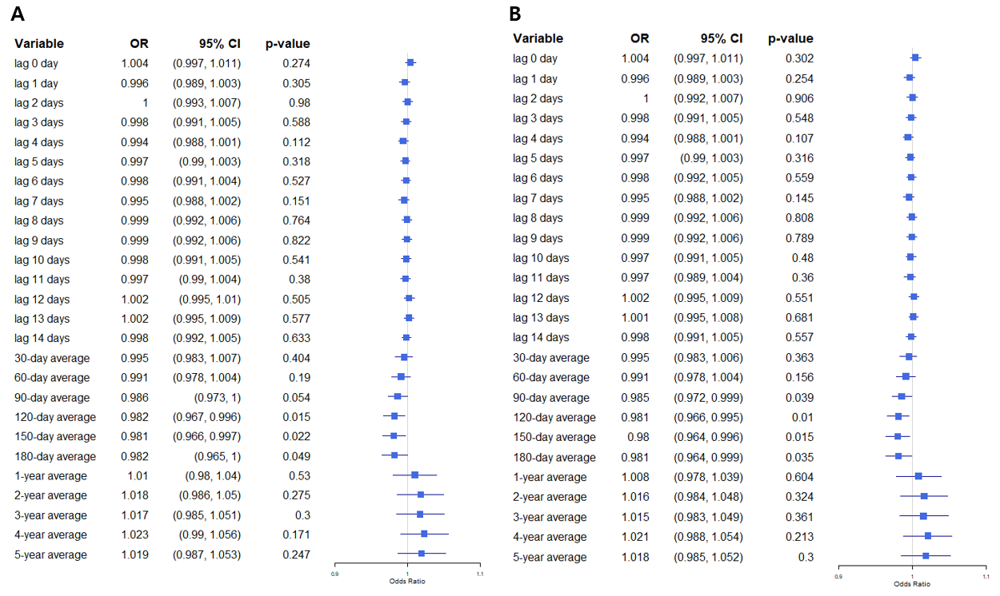 A
Variable OR 95% CI p-value
lag 0 day 1.004 (0.997, 1.011) 0.274
lag 1 day 0.996 (0.989, 1.003) 0.305
lag 2 days 1 (0.993, 1.007) 0.98
lag 3 days 0.998 (0.991, 1.005) 0.588
lag 4 days 0.994 (0.988, 1.001) 0.112
lag 5 days 0.997 (0.99, 1.003) 0.318
lag 6 days 0.998 (0.991, 1.004) 0.527
lag 7 days 0.995 (0.988, 1.002) 0.151
lag 8 days 0.999 (0.992, 1.006) 0.764
lag 9 days 0.999 (0.992, 1.006) 0.822
lag 10 days 0.998 (0.991, 1.005) 0.541
lag 11 days 0.997 (0.99, 1.004) 0.38
lag 12 days 1.002 (0.995, 1.01) 0.505
lag 13 days 1.002 (0.995, 1.009) 0.577
lag 14 days 0.998 (0.992, 1.005) 0.633
30-day average 0.995 (0.983, 1.007) 0.404
60-day average 0.991 (0.978, 1.004) 0.19
90-day average 0.986 (0.973, 1) 0.054
120-day average 0.982 (0.967, 0.996) 0.015
150-day average 0.981 (0.966, 0.997) 0.022
180-day average 0.982 (0.965, 1) 0.049
1-year average 1.01 (0.98, 1.04) 0.53
2-year average 1.018 (0.986, 1.05) 0.275
3-year average 1.017 (0.985, 1.051) 0.3
4-year average 1.023 (0.99, 1.056) 0.171
5-year average 1.019 (0.987, 1.053) 0.247
0.9 1 1.1
Odds Ratio
B
Variable OR 95% CI p-value
lag 0 day 1.004 (0.997, 1.011) 0.302
lag 1 day 0.996 (0.989, 1.003) 0.254
lag 2 days 1 (0.992, 1.007) 0.906
lag 3 days 0.998 (0.991, 1.005) 0.548
lag 4 days 0.994 (0.988, 1.001) 0.107
lag 5 days 0.997 (0.99, 1.003) 0.316
lag 6 days 0.998 (0.992, 1.005) 0.559
lag 7 days 0.995 (0.988, 1.002) 0.145
lag 8 days 0.999 (0.992, 1.006) 0.808
lag 9 days 0.999 (0.992, 1.006) 0.789
lag 10 days 0.997 (0.991, 1.005) 0.48
lag 11 days 0.997 (0.989, 1.004) 0.36
lag 12 days 1.002 (0.995, 1.009) 0.551
lag 13 days 1.001 (0.995, 1.008) 0.681
lag 14 days 0.998 (0.991, 1.005) 0.557
30-day average 0.995 (0.983, 1.006) 0.363
60-day average 0.991 (0.978, 1.004) 0.156
90-day average 0.985 (0.972, 0.999) 0.039
120-day average 0.981 (0.966, 0.995) 0.01
150-day average 0.98 (0.964, 0.996) 0.015
180-day average 0.981 (0.964, 0.999) 0.035
1-year average 1.008 (0.978, 1.039) 0.604
2-year average 1.016 (0.984, 1.048) 0.324
3-year average 1.015 (0.983, 1.049) 0.361
4-year average 1.021 (0.988, 1.054) 0.213
5-year average 1.018 (0.985, 1.052) 0.3
0.9 1 1.1
Odds Ratio